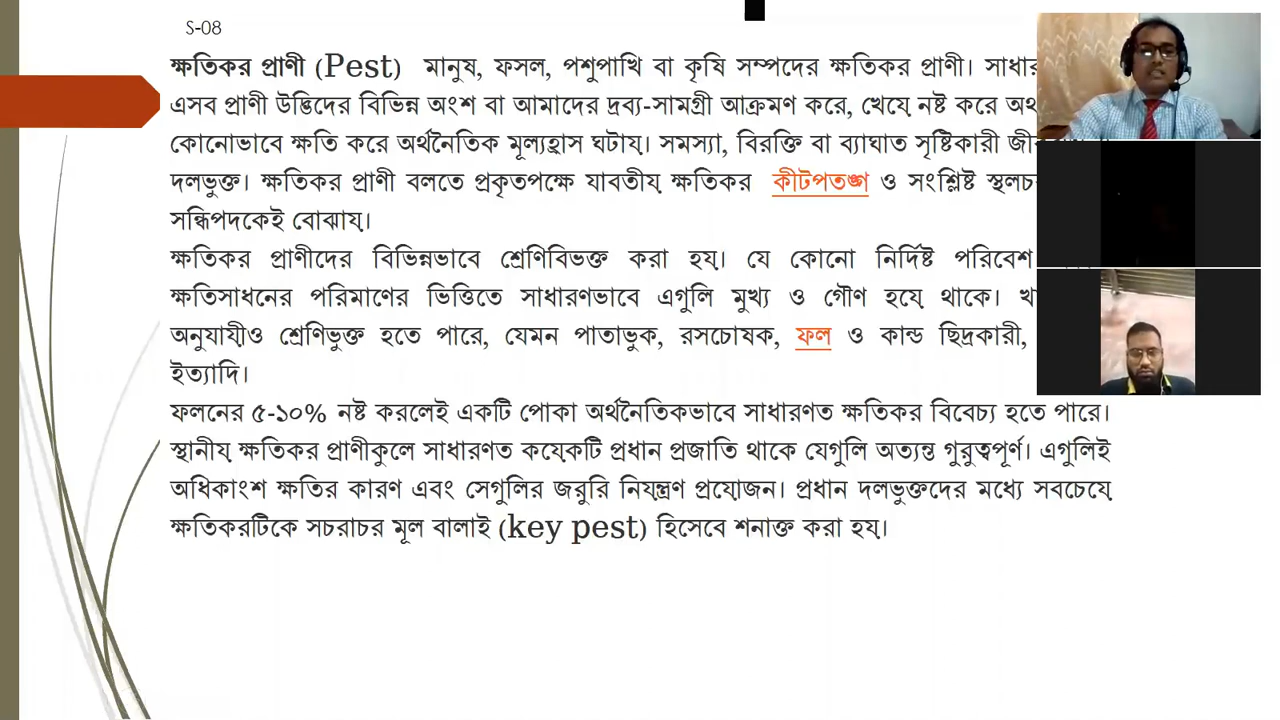 S-08
ক্ষতিকর প্রাণী (Pest) মানুষ, ফসল, পশুপাখি বা কৃষি সম্পদের ক্ষতিকর প্রাণী।
এসব প্রাণী উদ্ভিদের বিভিন্ন অংশ বা আমাদের দ্রব্য-সামগ্রী আক্রমণ করে, খেয়ে নষ্ট করে
কোনোভাবে ক্ষতি করে অর্থনৈতিক মূল্যহ্রাস ঘটায়। সমস্যা, বিরক্তি বা ব্যাঘাত সৃষ্টিকারী
দলভুক্ত। ক্ষতিকর প্রাণী বলতে প্রকৃতপক্ষে যাবতীয় ক্ষতিকর কীটপতঙ্গ ও সংশ্লিষ্ট
সন্ধিপদকেই বোঝায়।
ক্ষতিকর প্রাণীদের বিভিন্নভাবে শ্রেণিবিভক্ত করা হয়। যে কোনো নির্দিষ্ট পরিবেশ
ক্ষতিসাধনের পরিমাণের ভিত্তিতে সাধারণভাবে এগুলি মুখ্য ও গৌণ হয়ে থাকে।
অনুযায়ীও শ্রেণিভুক্ত হতে পারে, যেমন পাতাভুক, রসচোষক, ফল ও কান্ড ছিদ্রকারী,
ইত্যাদি।
ফলনের ৫-১০% নষ্ট করলেই একটি পোকা অর্থনৈতিকভাবে সাধারণত ক্ষতিকর বিবেচ্য হতে পারে।
স্থানীয় ক্ষতিকর প্রাণীকুলে সাধারণত কয়েকটি প্রধান প্রজাতি থাকে যেগুলি অত্যন্ত গুরুত্বপূর্ণ। এগুলিই
অধিকাংশ ক্ষতির কারণ এবং সেগুলির জরুরি নিয়ন্ত্রণ প্রয়োজন। প্রধান দলভুক্তদের মধ্যে সবচেয়ে
ক্ষতিকরটিকে সচরাচর মূল বালাই (key pest) হিসেবে শনাক্ত করা হয়।